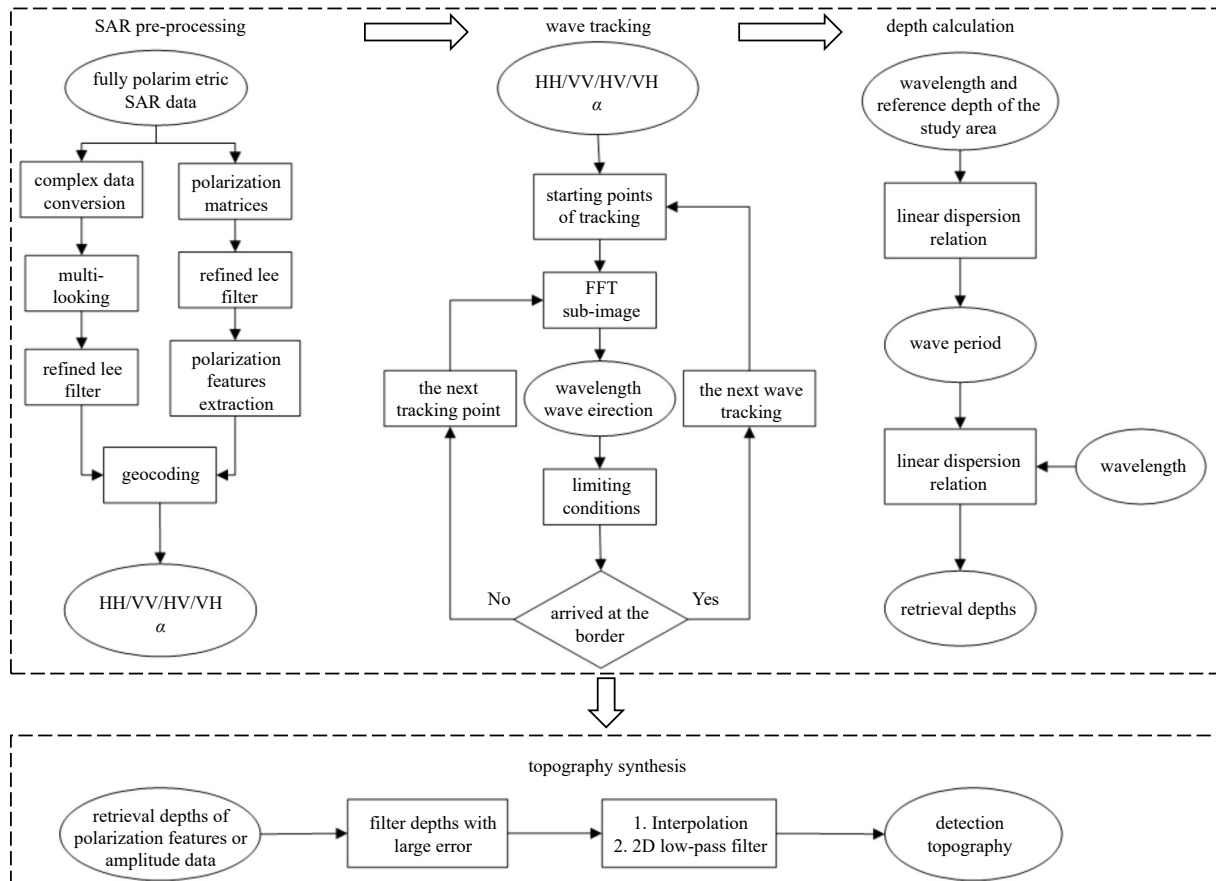 SAR pre-processing
fully polarim etric
SAR data
complex data
conversion
polarization
matrices
multi-
looking
refined lee
filter
refined lee
filter
polarization
features
extraction
geocoding
HH/VV/HV/VH
α
wave tracking
HH/VV/HV/VH
α
starting points
of tracking
FFT
sub-image
the next
tracking point
wavelength
wave eirection
the next wave
tracking
limiting
conditions
No
Yes
arrived at the
border
depth calculation
wavelength and
reference depth of the
study area
linear dispersion
relation
wave period
linear dispersion
relation
wavelength
retrieval depths
topography synthesis
retrieval depths of
polarization features or
amplitude data
filter depths with
large error
1. Interpolation
2. 2D low-pass filter
detection
topography